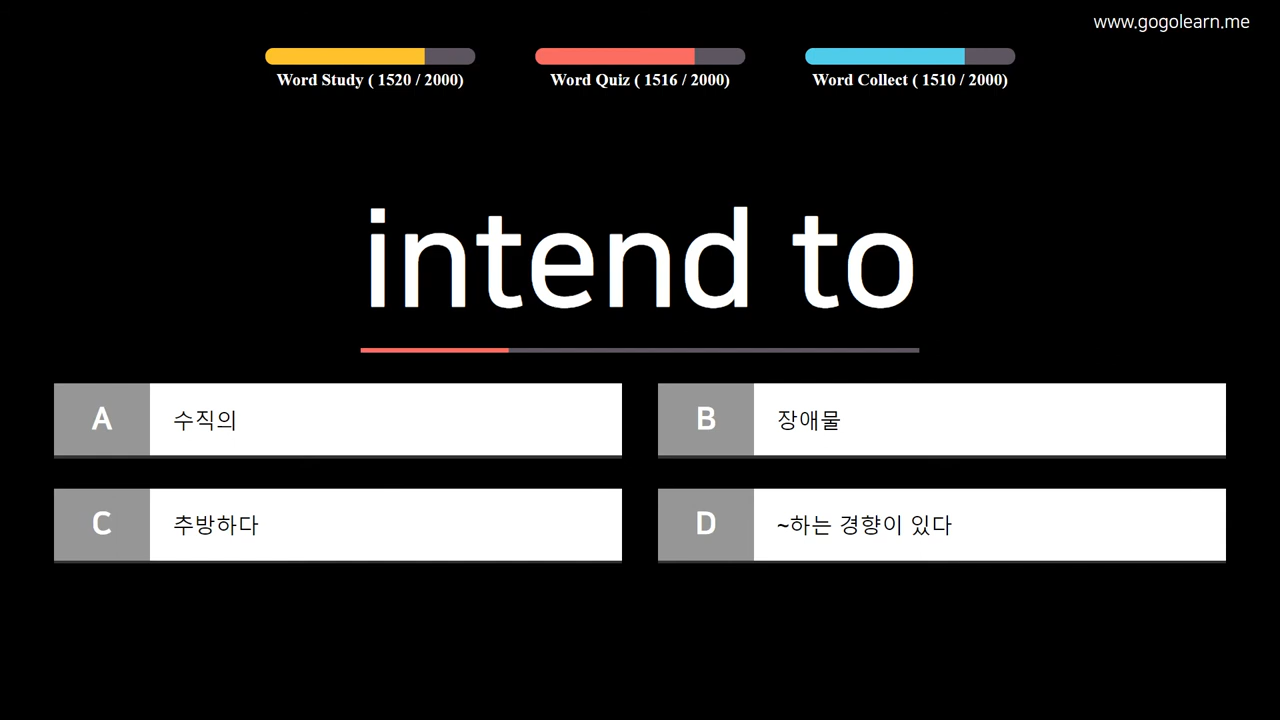 www.gogolearn.me
Word Study ( 1520 / 2000)
Word Quiz ( 1516 / 2000)
Word Collect ( 1510 / 2000)
intend to
A 수직의
B 장애물
C 추방하다
D ~하는 경향이 있다